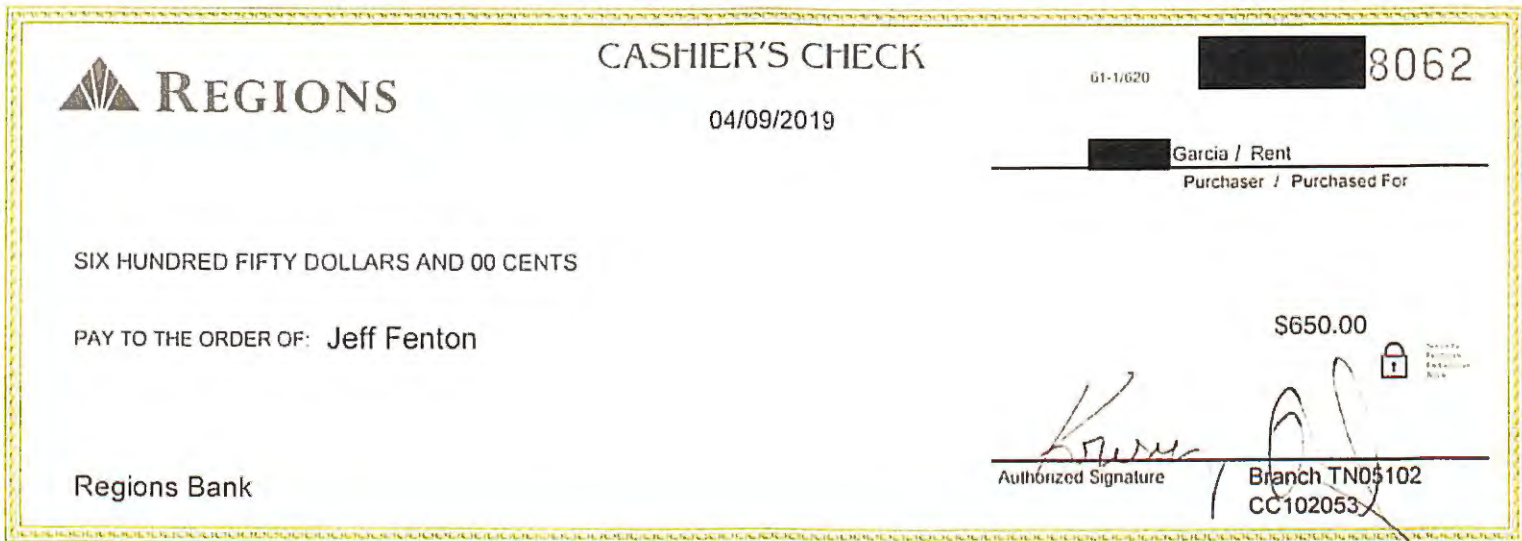 REGIONS
CASHIER'S CHECK
61-1/620
8062
04/09/2019
Garcia / Rent
Purchaser / Purchased For
SIX HUNDRED FIFTY DOLLARS AND 00 CENTS
PAY TO THE ORDER OF: Jeff Fenton
$650.00
Authorized Signature
Branch TN05102
CC102053
Regions Bank